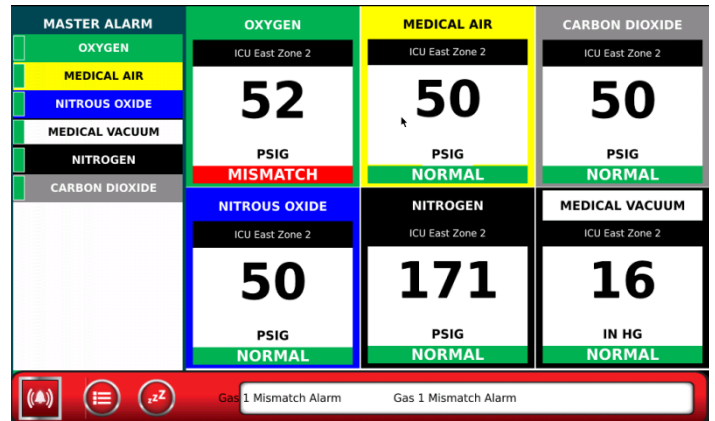 MASTER ALARM
OXYGEN
MEDICAL AIR
NITROUS OXIDE
MEDICAL VACUUM
NITROGEN
CARBON DIOXIDE
OXYGEN
ICU East Zone 2
52
PSIG
MISMATCH
MEDICAL AIR
ICU East Zone 2
50
PSIG
NORMAL
CARBON DIOXIDE
ICU East Zone 2
50
PSIG
NORMAL
NITROUS OXIDE
ICU East Zone 2
50
PSIG
NORMAL
NITROGEN
ICU East Zone 2
171
PSIG
NORMAL
MEDICAL VACUUM
ICU East Zone 2
16
IN HG
NORMAL
zzZ
Gas 1 Mismatch Alarm Gas 1 Mismatch Alarm